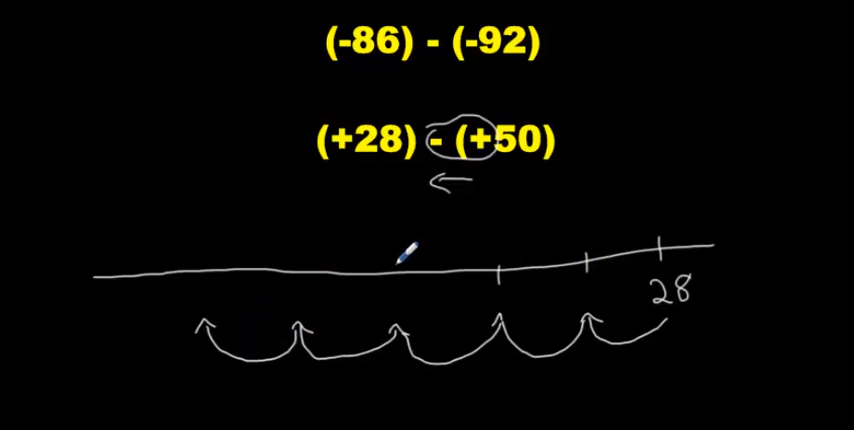 (-86) - (-92)
(+28) - (+50)
28